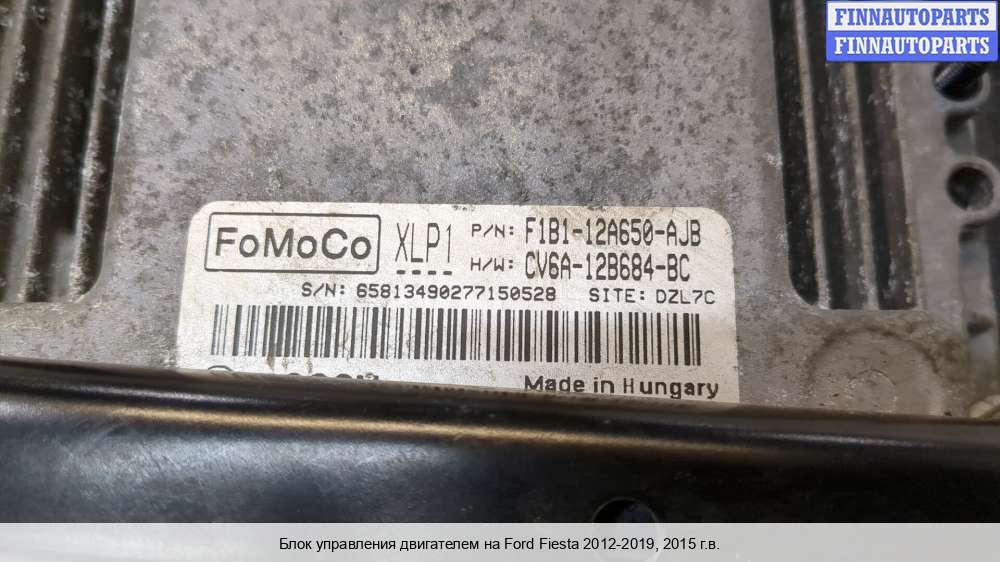 FINNAUTOPARTS
FINNAUTOPARTS
FoMoCo XLP1 P/N: F1B1-12A650-AJB
H/W: CV6A-12B684-BC
S/N: 65813490277150528 SITE: DZL7C
Made in Hungary
Блок управления двигателем на Ford Fiesta 2012-2019, 2015 г.в.